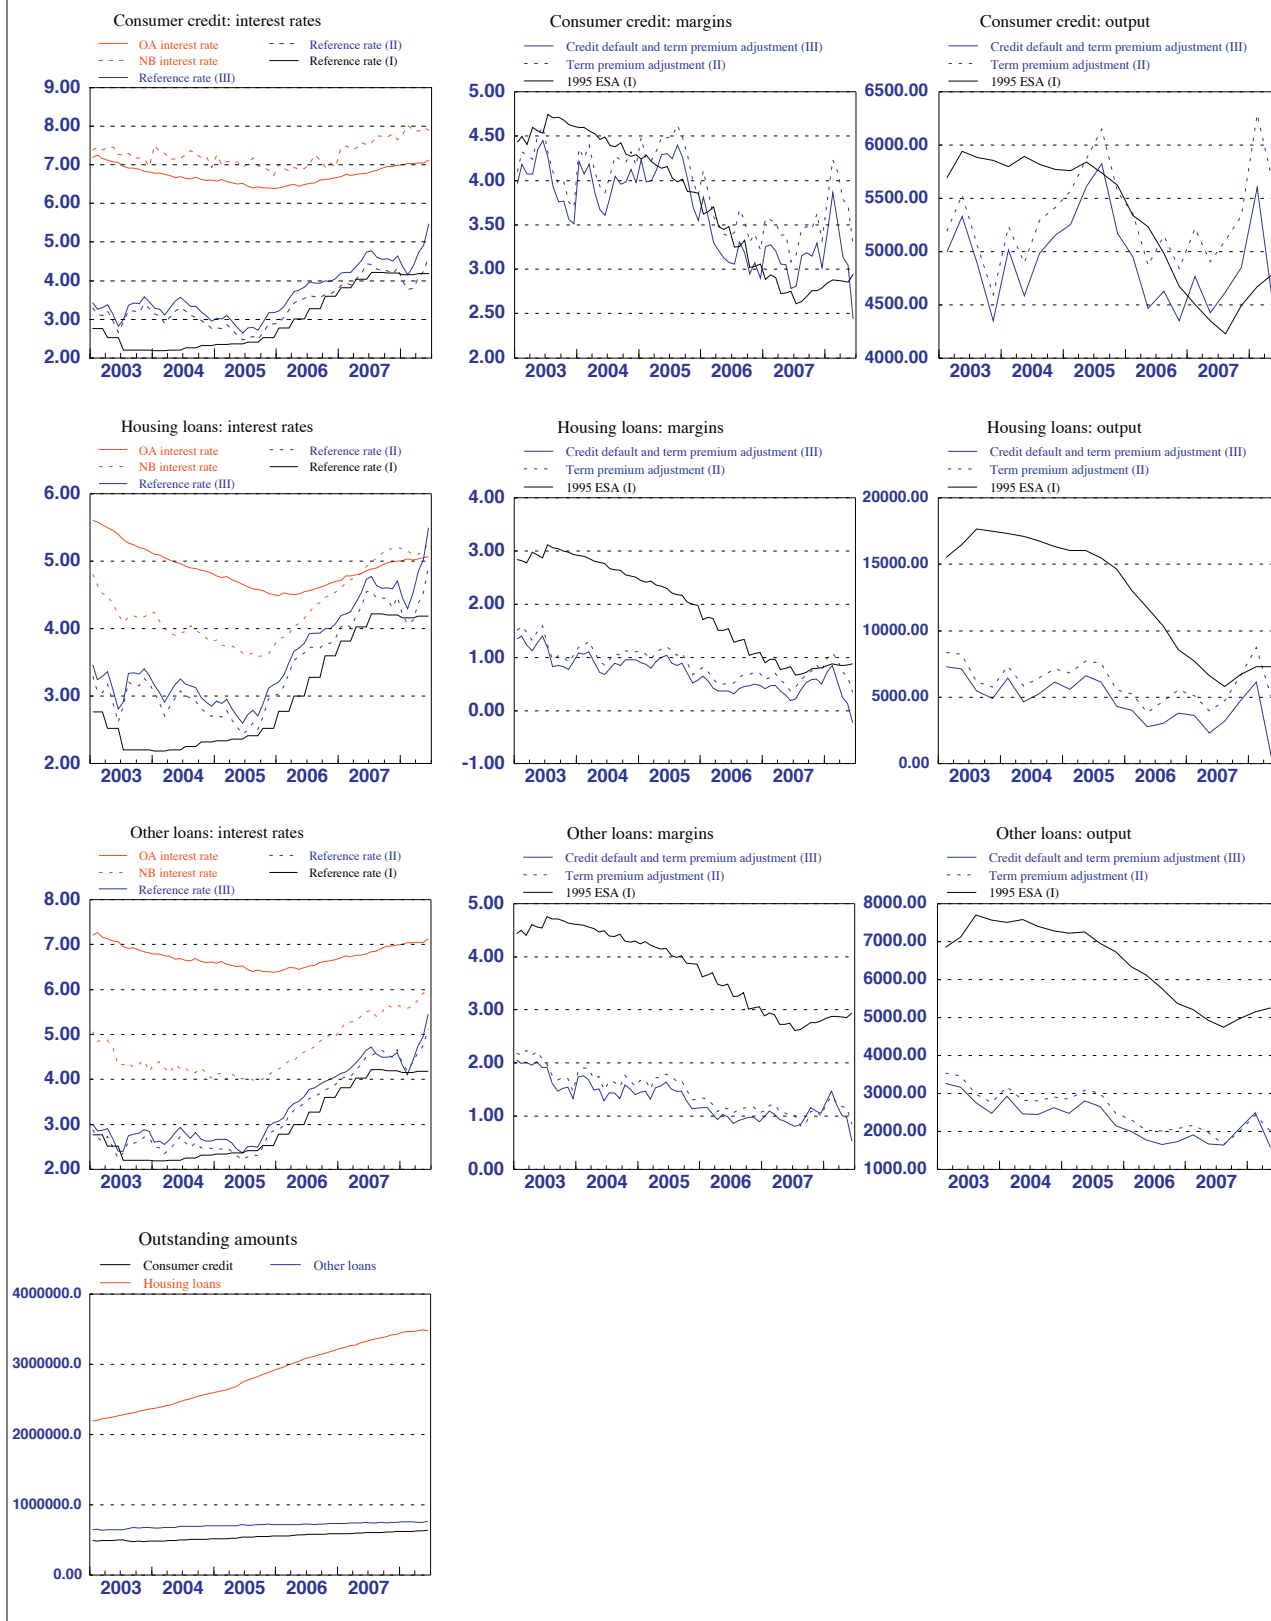 Consumer credit: interest rates
OA interest rate
NB interest rate
Reference rate (III)
Reference rate (II)
Reference rate (I)
9.00
8.00
7.00
6.00
5.00
4.00
3.00
2.00
2003 2004 2005 2006 2007
Consumer credit: margins
Credit default and term premium adjustment (III)
Term premium adjustment (II)
1995 ESA (I)
5.00
4.50
4.00
3.50
3.00
2.50
2.00
2003 2004 2005 2006 2007
Consumer credit: output
Credit default and term premium adjustment (III)
Term premium adjustment (II)
1995 ESA (I)
6500.00
6000.00
5500.00
5000.00
4500.00
4000.00
2003 2004 2005 2006 2007
Housing loans: interest rates
OA interest rate
NB interest rate
Reference rate (III)
Reference rate (II)
Reference rate (I)
6.00
5.00
4.00
3.00
2.00
2003 2004 2005 2006 2007
Housing loans: margins
Credit default and term premium adjustment (III)
Term premium adjustment (II)
1995 ESA (I)
4.00
3.00
2.00
1.00
0.00
-1.00
2003 2004 2005 2006 2007
Housing loans: output
Credit default and term premium adjustment (III)
Term premium adjustment (II)
1995 ESA (I)
20000.00
15000.00
10000.00
5000.00
0.00
2003 2004 2005 2006 2007
Other loans: interest rates
OA interest rate
NB interest rate
Reference rate (III)
Reference rate (II)
Reference rate (I)
8.00
7.00
6.00
5.00
4.00
3.00
2.00
2003 2004 2005 2006 2007
Other loans: margins
Credit default and term premium adjustment (III)
Term premium adjustment (II)
1995 ESA (I)
5.00
4.00
3.00
2.00
1.00
0.00
2003 2004 2005 2006 2007
Other loans: output
Credit default and term premium adjustment (III)
Term premium adjustment (II)
1995 ESA (I)
8000.00
7000.00
6000.00
5000.00
4000.00
3000.00
2000.00
1000.00
2003 2004 2005 2006 2007
Outstanding amounts
Consumer credit
Housing loans
Other loans
4000000.0
3000000.0
2000000.0
1000000.0
0.00
2003 2004 2005 2006 2007